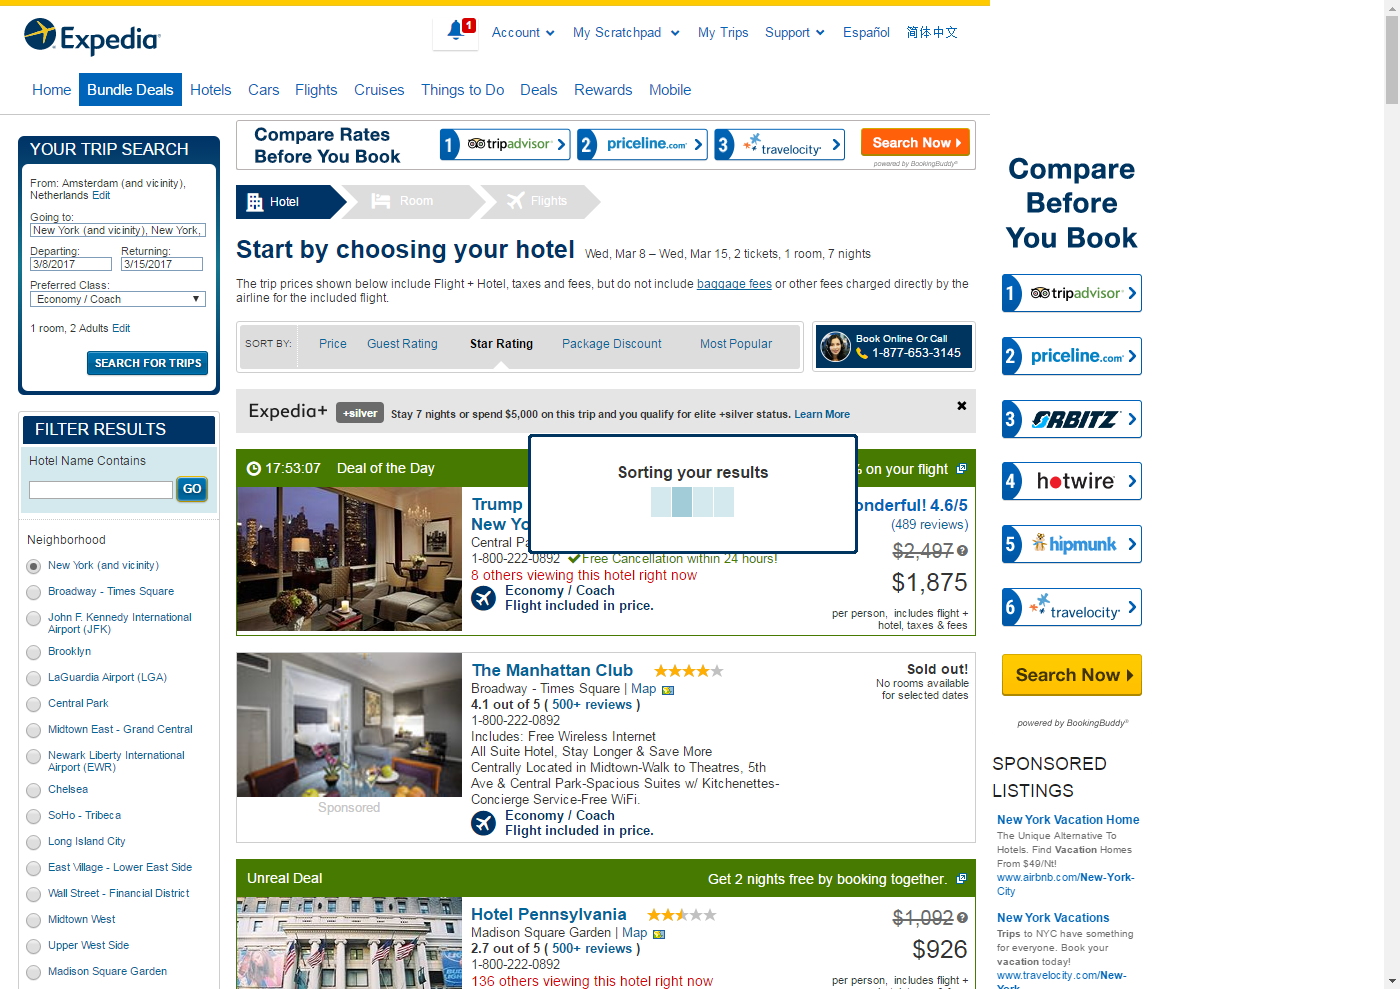 Expedia
1
Account
My Scratchpad
My Trips
Support
Español
简体中文
Home
Bundle Deals
Hotels
Cars
Flights
Cruises
Things to Do
Deals
Rewards
Mobile
YOUR TRIP SEARCH
From: Amsterdam (and vicinity),
Netherlands Edit
Going to:
New York (and vicinity), New York,
Departing:
Returning:
3/8/2017
3/15/2017
Preferred Class:
Economy / Coach
1 room, 2 Adults Edit
SEARCH FOR TRIPS
FILTER RESULTS
Hotel Name Contains
GO
Neighborhood
New York (and vicinity)
Broadway - Times Square
John F. Kennedy International
Airport (JFK)
Brooklyn
LaGuardia Airport (LGA)
Central Park
Midtown East - Grand Central
Newark Liberty International
Airport (EWR)
Chelsea
SoHo - Tribeca
Long Island City
East Village - Lower East Side
Wall Street - Financial District
Midtown West
Upper West Side
Madison Square Garden
Compare Rates
Before You Book
1 tripadvisor
2 priceline.com
3 travelocity
Search Now
powered by BookingBuddy
Hotel
Room
Flights
Start by choosing your hotel
Wed, Mar 8 – Wed, Mar 15, 2 tickets, 1 room, 7 nights
The trip prices shown below include Flight + Hotel, taxes and fees, but do not include baggage fees or other fees charged directly by the
airline for the included flight.
SORT BY:
Price
Guest Rating
Star Rating
Package Discount
Most Popular
Book Online Or Call
1-877-653-3145
Expedia+
+silver
Stay 7 nights or spend $5,000 on this trip and you qualify for elite +silver status. Learn More
Sorting your results
17:53:07
Deal of the Day
% on your flight
Trump
New Yo
Central Pa
1-800-222-0892
Free Cancellation within 24 hours!
8 others viewing this hotel right now
Economy / Coach
Flight included in price.
onderful! 4.6/5
(489 reviews)
$2,497
$1,875
per person, includes flight +
hotel, taxes & fees
The Manhattan Club
Broadway - Times Square | Map
4.1 out of 5 ( 500+ reviews )
1-800-222-0892
Includes: Free Wireless Internet
All Suite Hotel, Stay Longer & Save More
Centrally Located in Midtown-Walk to Theatres, 5th
Ave & Central Park-Spacious Suites w/ Kitchenettes-
Concierge Service-Free WiFi.
Economy / Coach
Flight included in price.
Sponsored
Sold out!
No rooms available
for selected dates
Unreal Deal
Get 2 nights free by booking together.
Hotel Pennsylvania
Madison Square Garden | Map
2.7 out of 5 ( 500+ reviews )
1-800-222-0892
136 others viewing this hotel right now
$1,092
$926
per person, includes flight +
Compare
Before
You Book
1 tripadvisor
2 priceline.com
3 ORBITZ
4 hotwire
5 hipmunk
6 travelocity
Search Now
powered by BookingBuddy
SPONSORED
LISTINGS
New York Vacation Home
The Unique Alternative To
Hotels. Find Vacation Homes
From $49/Nt!
www.airbnb.com/New-York-
City
New York Vacations
Trips to NYC have something
for everyone. Book your
vacation today!
www.travelocity.com/New-
York